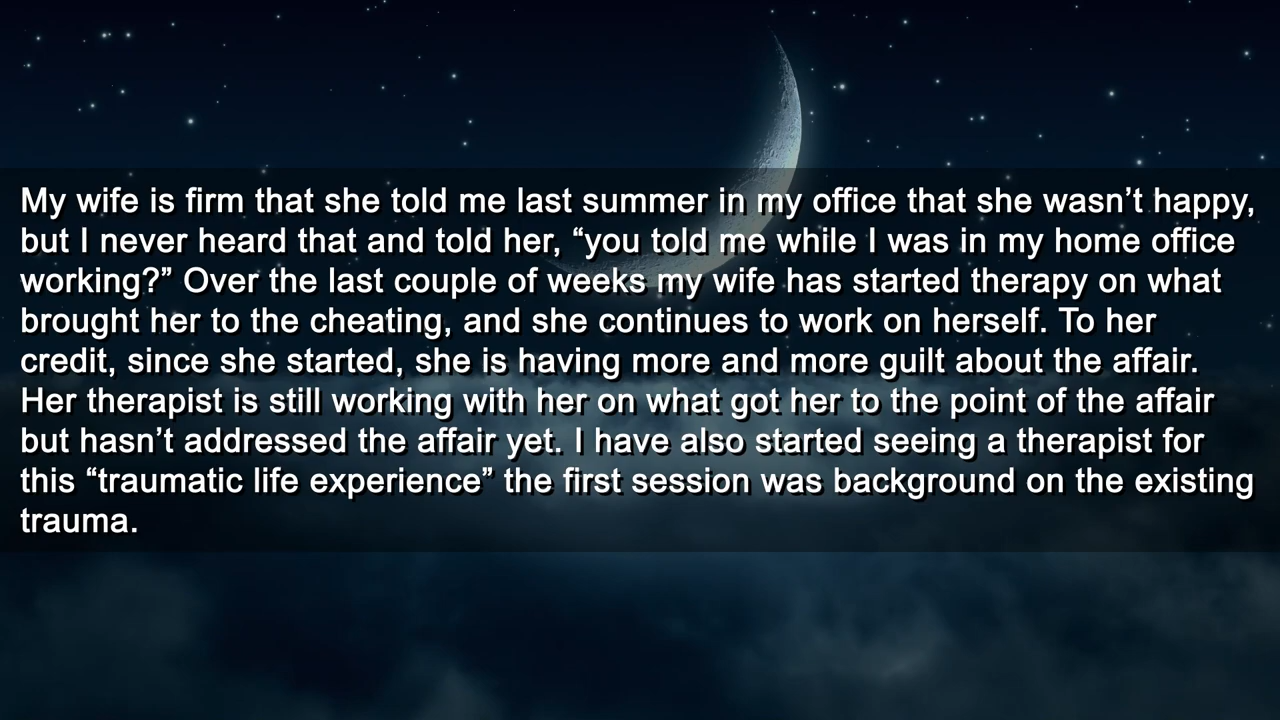 My wife is firm that she told me last summer in my office that she wasn’t happy,
but I never heard that and told her, “you told me while I was in my home office
working?” Over the last couple of weeks my wife has started therapy on what
brought her to the cheating, and she continues to work on herself. To her
credit, since she started, she is having more and more guilt about the affair.
Her therapist is still working with her on what got her to the point of the affair
but hasn’t addressed the affair yet. I have also started seeing a therapist for
this “traumatic life experience” the first session was background on the existing
trauma.